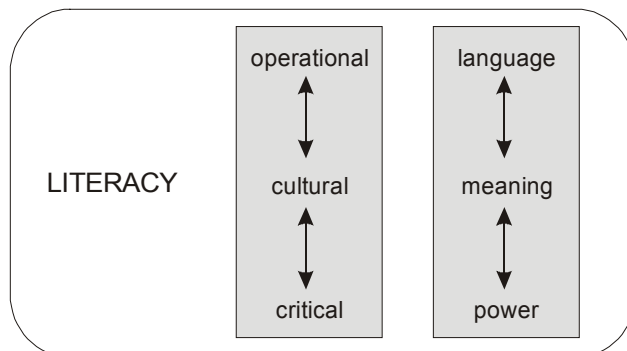 operational
language
LITERACY
cultural
meaning
critical
power